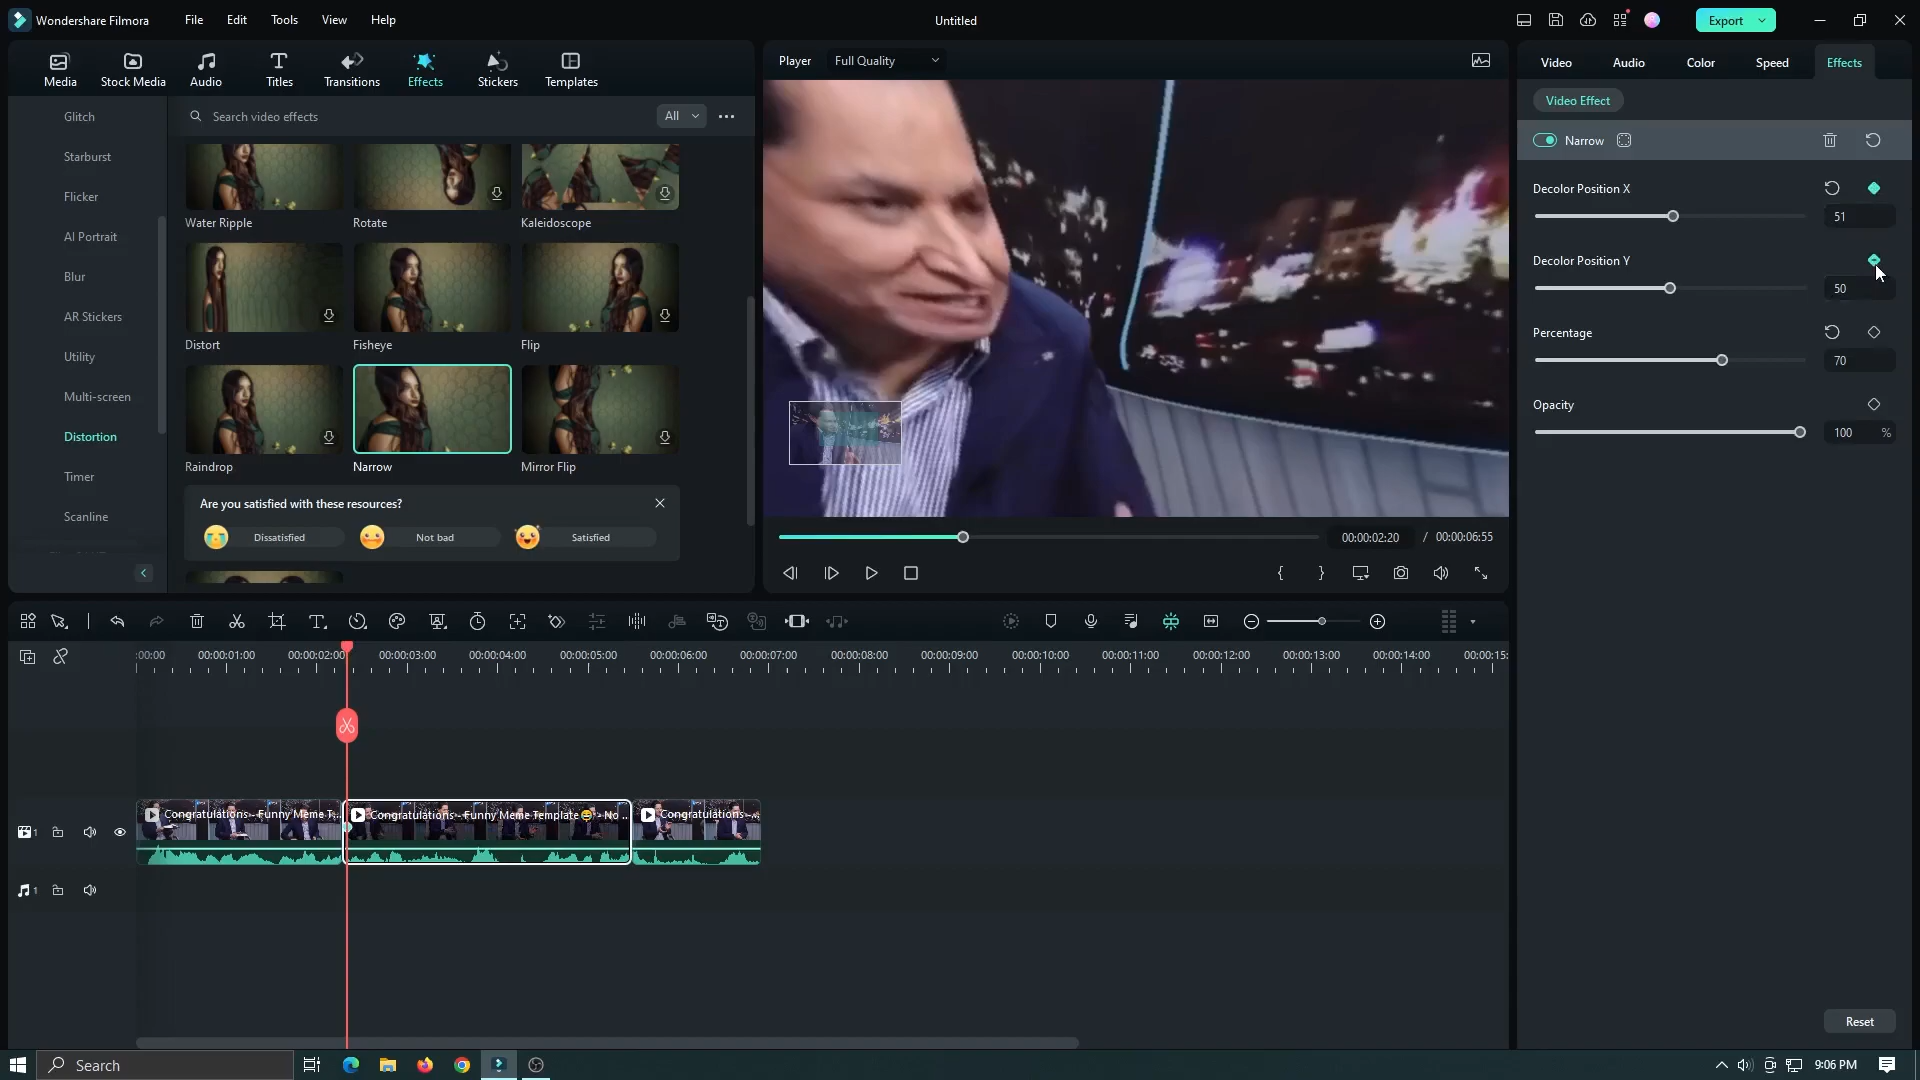 Wondershare Filmora
File
Edit
Tools
View
Help
Untitled
Export
Media
Stock Media
Audio
Titles
Transitions
Effects
Stickers
Templates
Player
Full Quality
Video
Audio
Color
Speed
Effects
Glitch
Starburst
Flicker
AI Portrait
Blur
AR Stickers
Utility
Multi-screen
Distortion
Timer
Scanline
Search video effects
All
Water Ripple
Rotate
Kaleidoscope
Distort
Fisheye
Flip
Raindrop
Narrow
Mirror Flip
Are you satisfied with these resources?
Dissatisfied
Not bad
Satisfied
00:00:02:20
/
00:00:06:55
Video Effect
Narrow
Decolor Position X
51
Decolor Position Y
50
Percentage
70
Opacity
100
%
Reset
:00:00
00:00:01:00
00:00:02:00
00:00:03:00
00:00:04:00
00:00:05:00
00:00:06:00
00:00:07:00
00:00:08:00
00:00:09:00
00:00:10:00
00:00:11:00
00:00:12:00
00:00:13:00
00:00:14:00
00:00:15:
Congratulations - Funny Meme T...
Congratulations - Funny Meme Template😂 - No ...
Congratulations -...
1
1
Search
9:06 PM